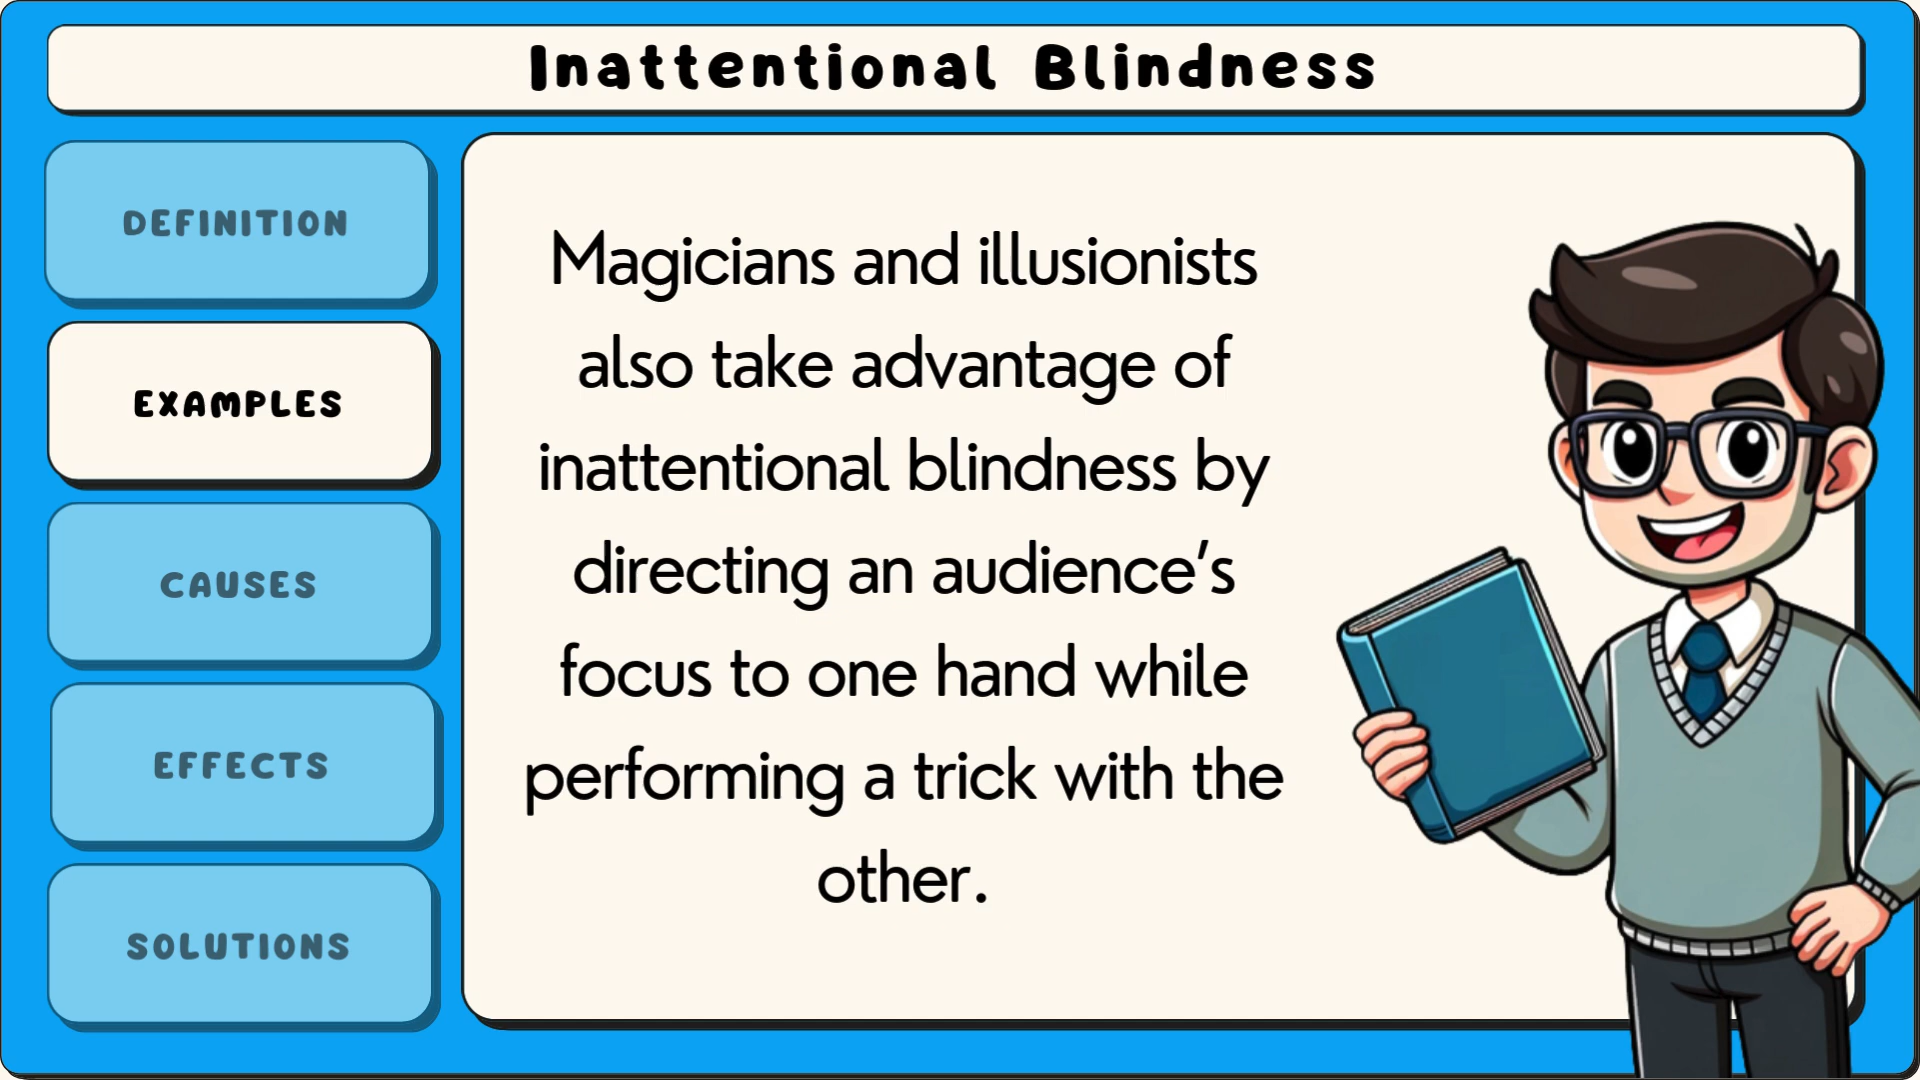 Inattentional Blindness
DEFINITION
EXAMPLES
CAUSES
EFFECTS
SOLUTIONS
Magicians and illusionists
also take advantage of
inattentional blindness by
directing an audience's
focus to one hand while
performing a trick with the
other.